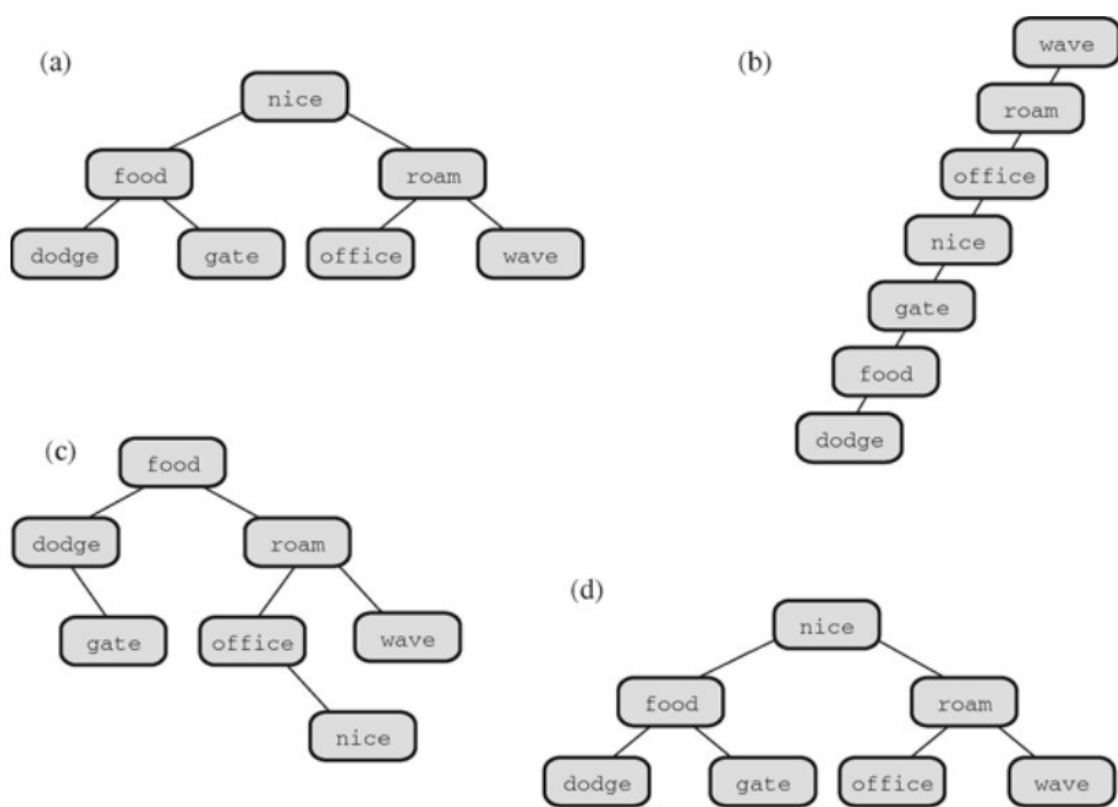 (a)
nice
food roam
dodge gate office wave
(b)
wave
roam
office
nice
gate
food
dodge
(c)
food
dodge roam
gate office wave
nice
(d)
nice
food roam
dodge gate office wave